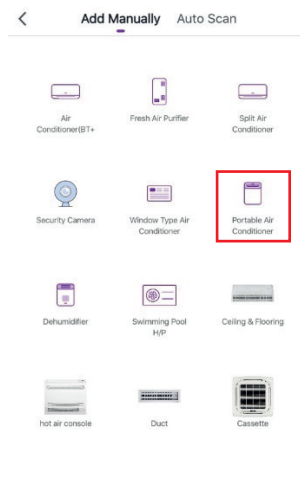 Add Manually Auto Scan
Air
Conditioner(BT+
Fresh Air Purifier
Split Air
Conditioner
Security Camera
Window Type Air
Conditioner
Portable Air
Conditioner
Dehumidifier
Swimming Pool
H/P
Ceiling & Flooring
hot air console
Duct
Cassette